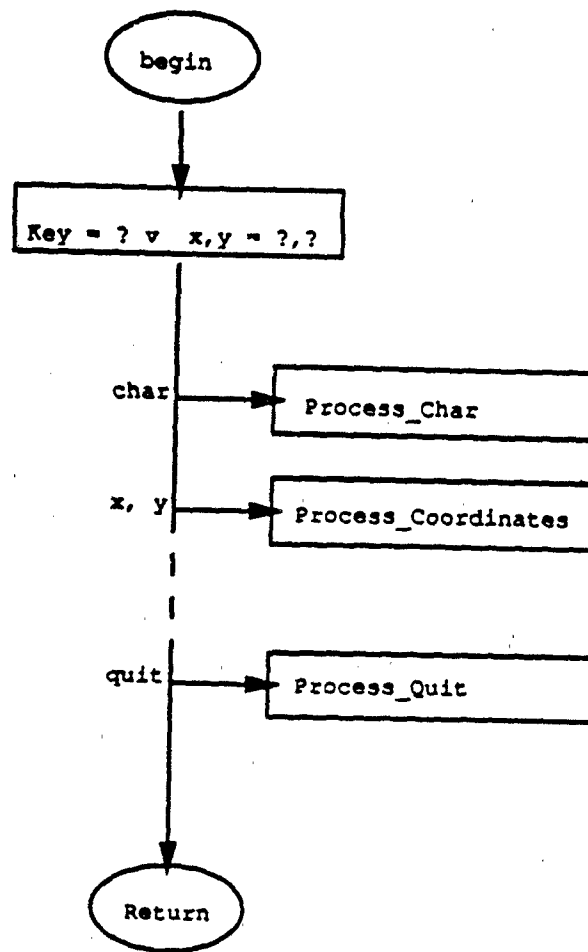 begin
Key = ? v x,y = ?,?
char
Process_Char
x, y
Process_Coordinates
quit
Process_Quit
Return